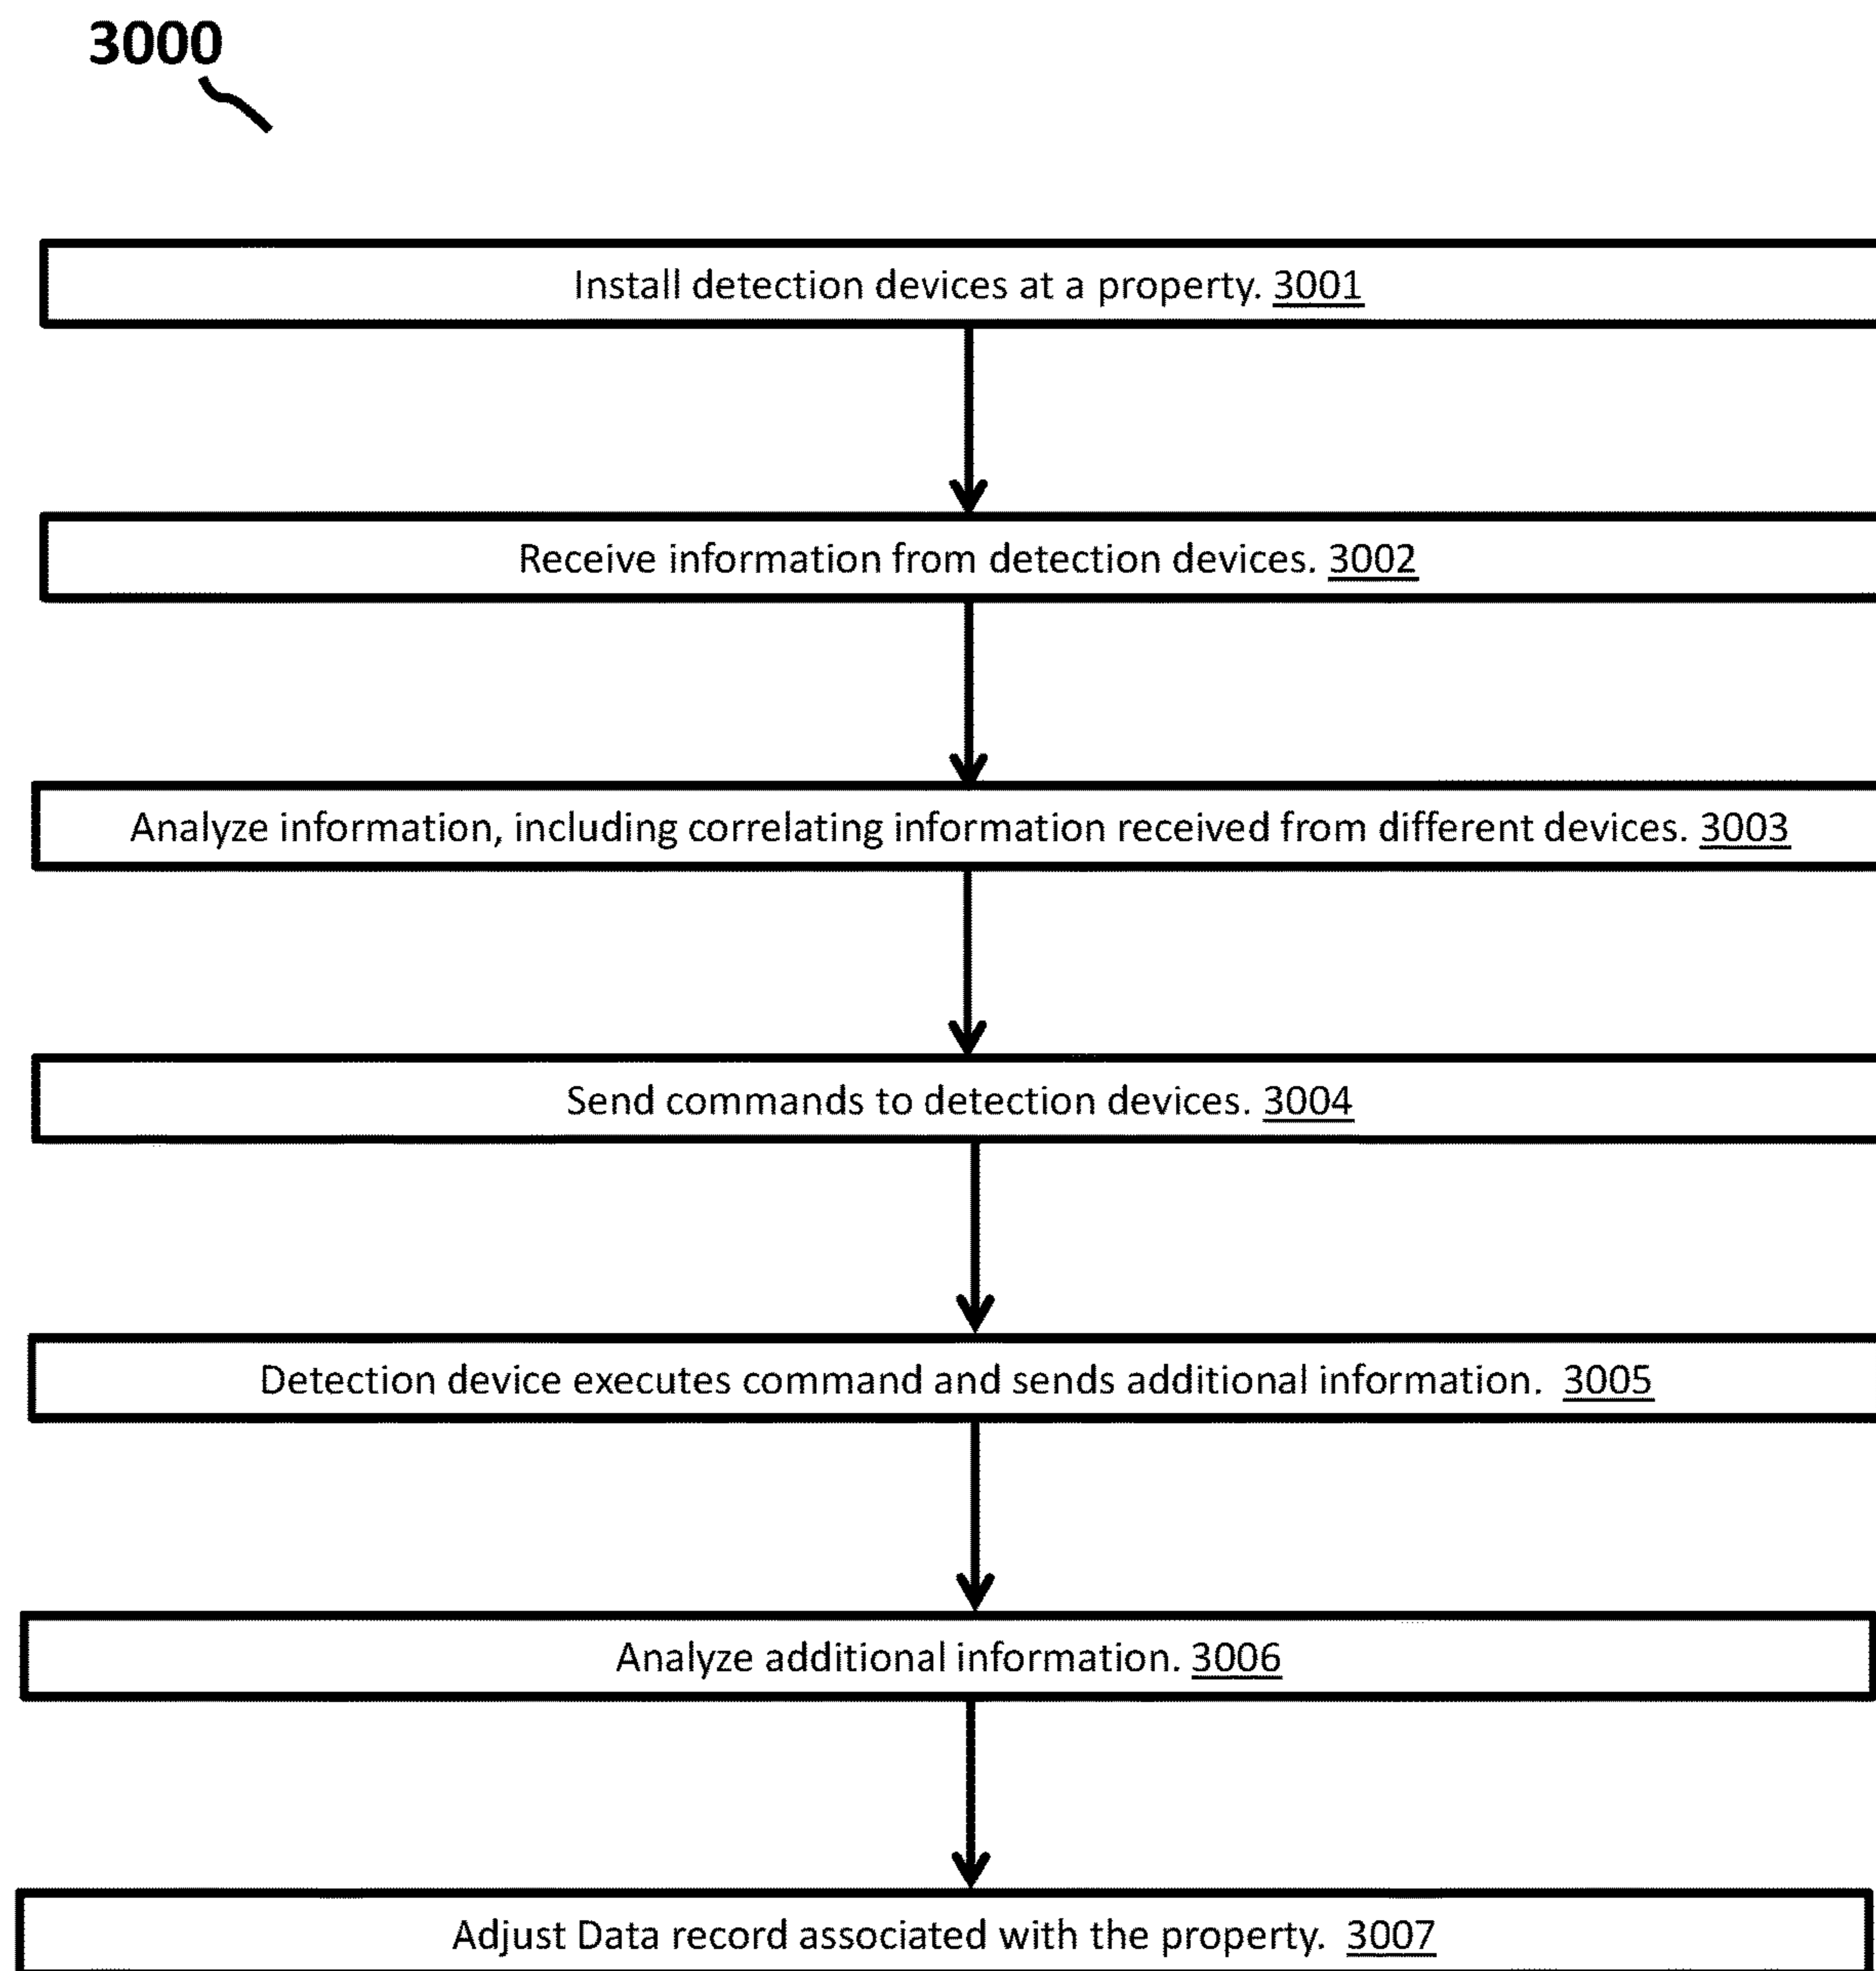 3000
Install detection devices at a property. 3001
Receive information from detection devices. 3002
Analyze information, including correlating information received from different devices. 3003
Send commands to detection devices. 3004
Detection device executes command and sends additional information. 3005
Analyze additional information. 3006
Adjust Data record associated with the property. 3007